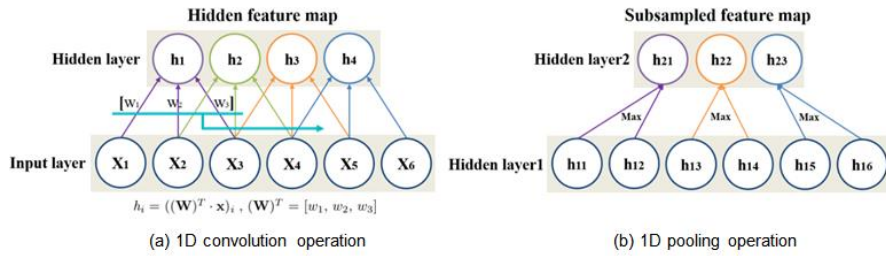 Hidden feature map
Hidden layer h1 h2 h3 h4
[W1 W2 W3]
Input layer X1 X2 X3 X4 X5 X6
h_i = ((W)^T · x)_i , (W)^T = [w1, w2, w3]
(a) 1D convolution operation
Subsampled feature map
Hidden layer2 h21 h22 h23
Max Max Max
Hidden layer1 h11 h12 h13 h14 h15 h16
(b) 1D pooling operation